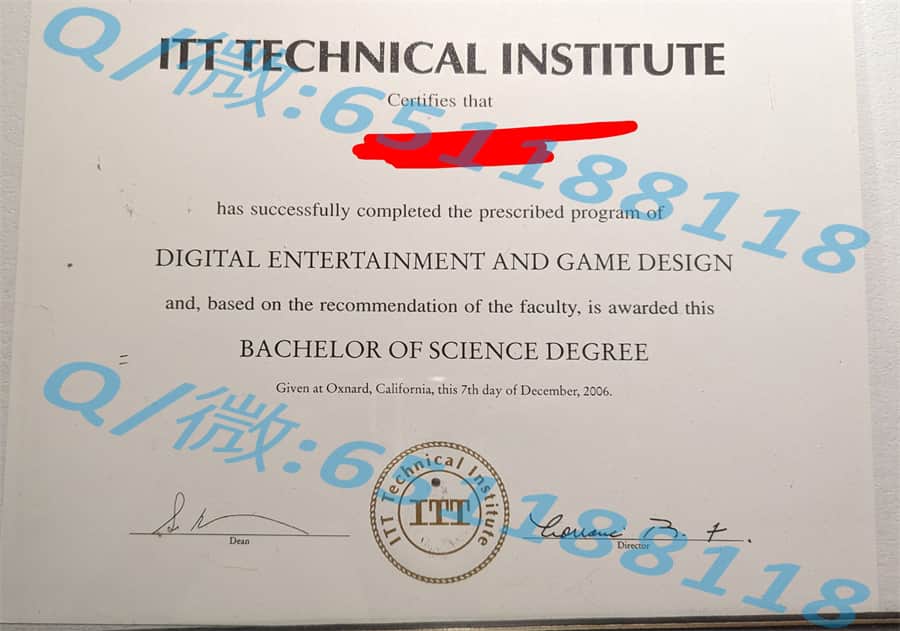 ITT TECHNICAL INSTITUTE
Certifies that
has successfully completed the prescribed program of
DIGITAL ENTERTAINMENT AND GAME DESIGN
and, based on the recommendation of the faculty, is awarded this
BACHELOR OF SCIENCE DEGREE
Given at Oxnard, California, this 7th day of December, 2006.
ITT Technical Institute
ITT
Dean
Director
Q/微:651188118
Q/微:651188118